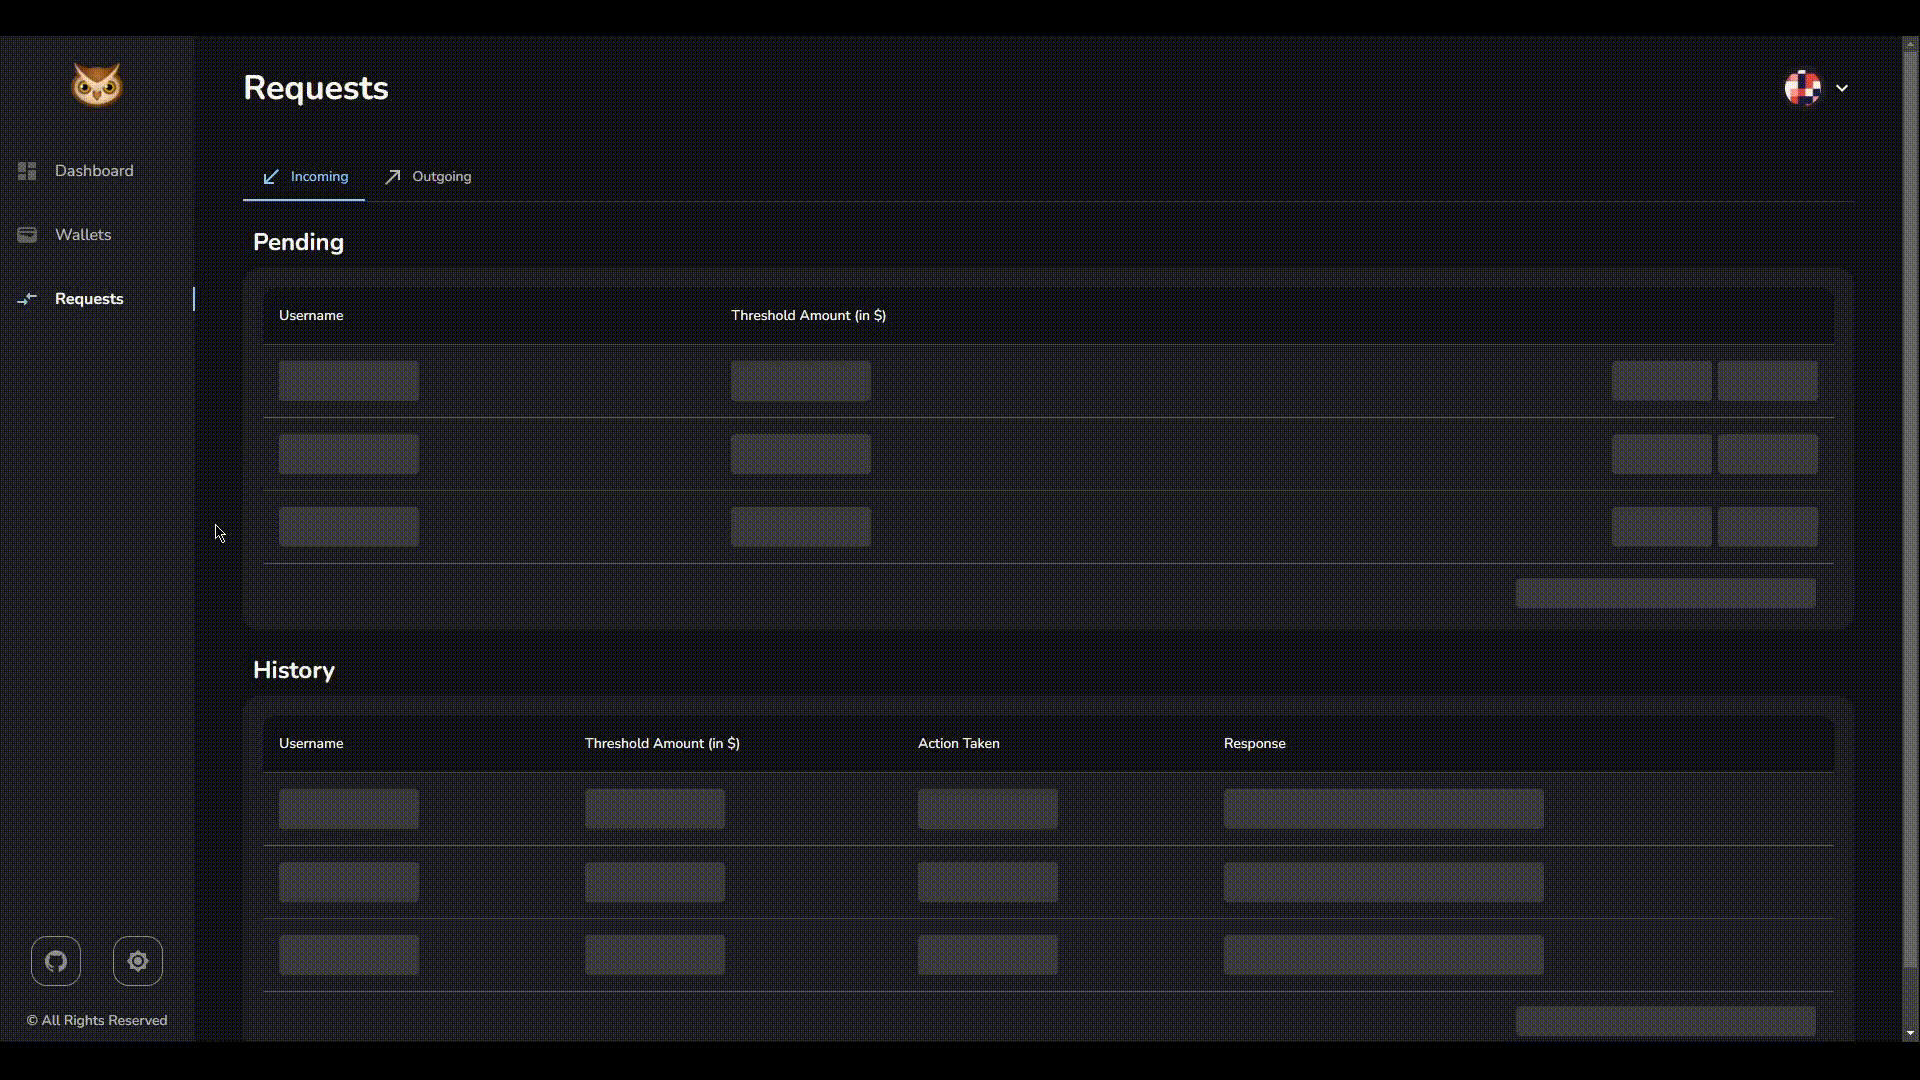 Requests
Dashboard
Wallets
Requests
Incoming
Outgoing
Pending
Username
Threshold Amount (in $)
History
Username
Threshold Amount (in $)
Action Taken
Response
© All Rights Reserved